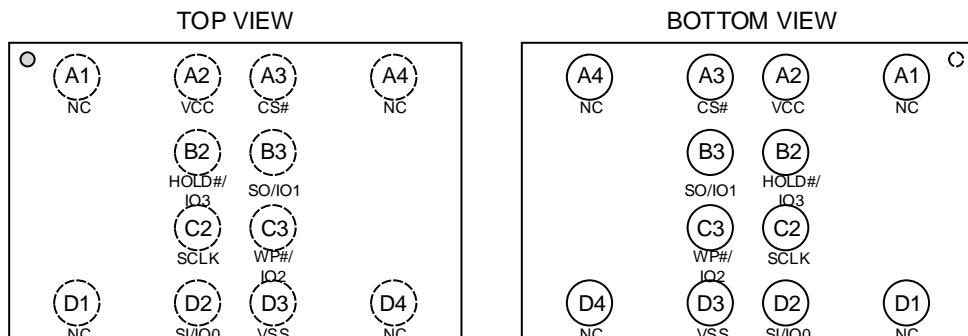 TOP VIEW BOTTOM VIEW
A1 A2 A3 A4 A4 A3 A2 A1
NC VCC CS# NC NC CS# VCC NC
B2 B3 B3 B2
HOLD#/ HOLD#/
SO/IO1 SO/IO1
IO3 IO3
C2 C3 C3 C2
SCLK WP#/ WP#/ SCLK
IO2 IO2
D1 D2 D3 D4 D4 D3 D2 D1
NC SI/IO0 VSS NC NC VSS SI/IO0 NC